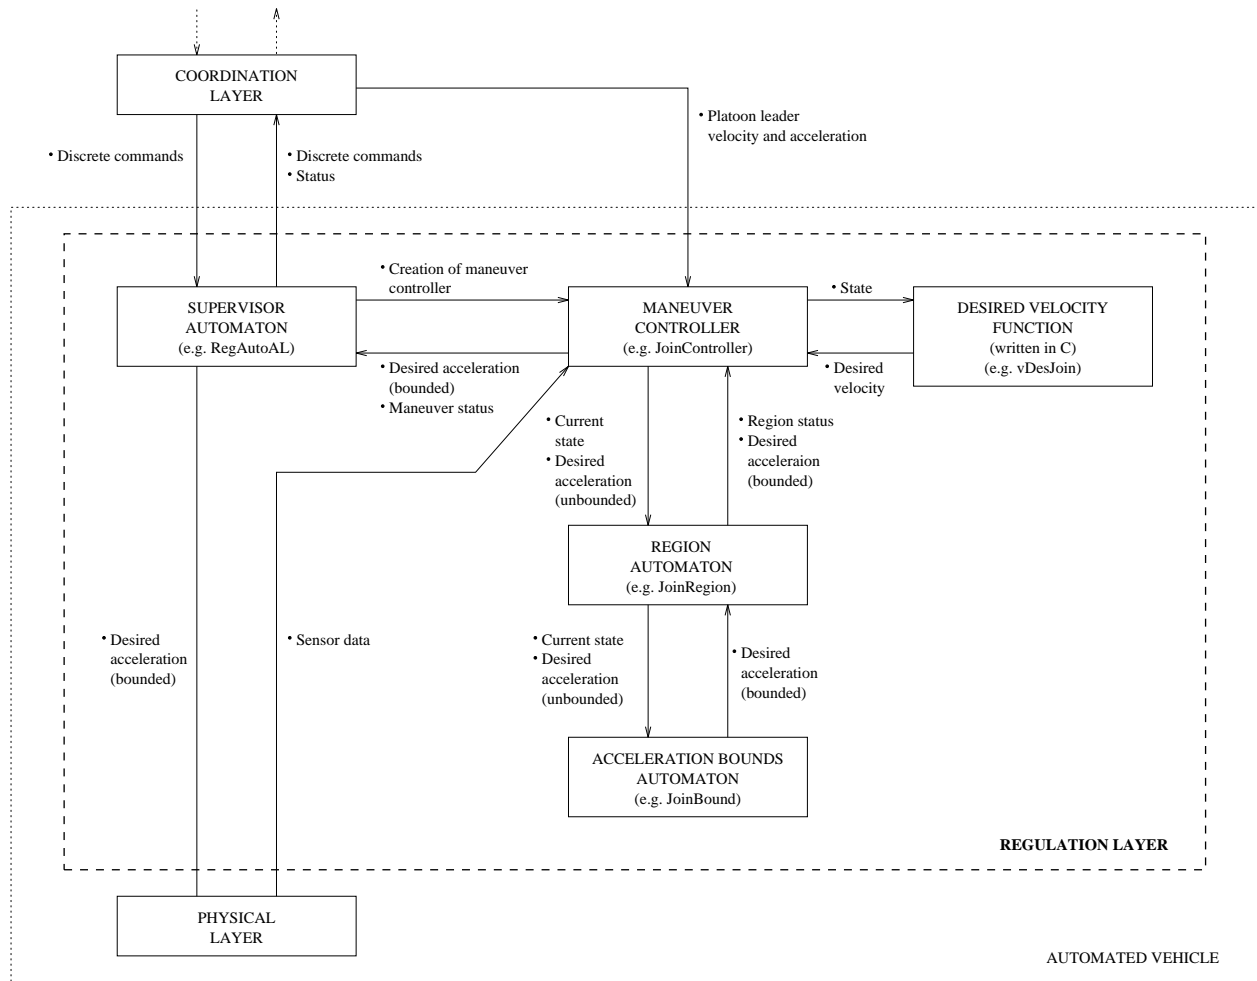 COORDINATION
LAYER
• Platoon leader
velocity and acceleration
• Discrete commands
• Discrete commands
• Status
• Creation of maneuver
controller
SUPERVISOR
AUTOMATON
(e.g. RegAutoAL)
MANEUVER
CONTROLLER
(e.g. JoinController)
• State
DESIRED VELOCITY
FUNCTION
(written in C)
(e.g. vDesJoin)
• Desired acceleration
(bounded)
• Maneuver status
• Desired
velocity
• Current
state
• Desired
acceleration
(unbounded)
• Region status
• Desired
acceleraion
(bounded)
REGION
AUTOMATON
(e.g. JoinRegion)
• Desired
acceleration
(bounded)
• Sensor data
• Current state
• Desired
acceleration
(unbounded)
• Desired
acceleration
(bounded)
ACCELERATION BOUNDS
AUTOMATON
(e.g. JoinBound)
REGULATION LAYER
PHYSICAL
LAYER
AUTOMATED VEHICLE